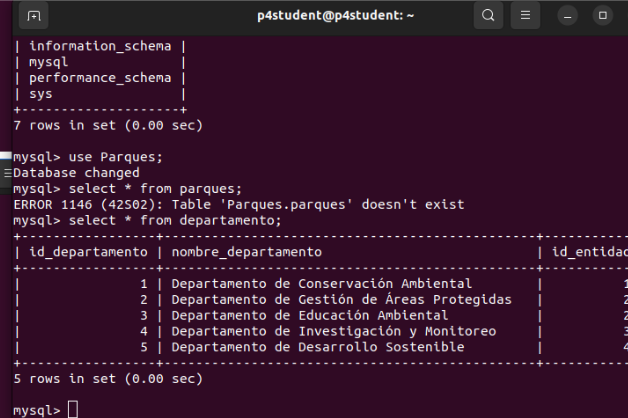 p4student@p4student: ~
| information_schema |
| mysql              |
| performance_schema |
| sys                |
+--------------------+
7 rows in set (0.00 sec)
mysql> use Parques;
Database changed
mysql> select * from parques;
ERROR 1146 (42S02): Table 'Parques.parques' doesn't exist
mysql> select * from departamento;
+-----------------+----------------------------------------------+----------
| id_departamento | nombre_departamento                          | id_entidad
+-----------------+----------------------------------------------+----------
|               1 | Departamento de Conservación Ambiental       |         1
|               2 | Departamento de Gestión de Áreas Protegidas  |         2
|               3 | Departamento de Educación Ambiental          |         2
|               4 | Departamento de Investigación y Monitoreo    |         3
|               5 | Departamento de Desarrollo Sostenible        |         4
+-----------------+----------------------------------------------+----------
5 rows in set (0.00 sec)
mysql>